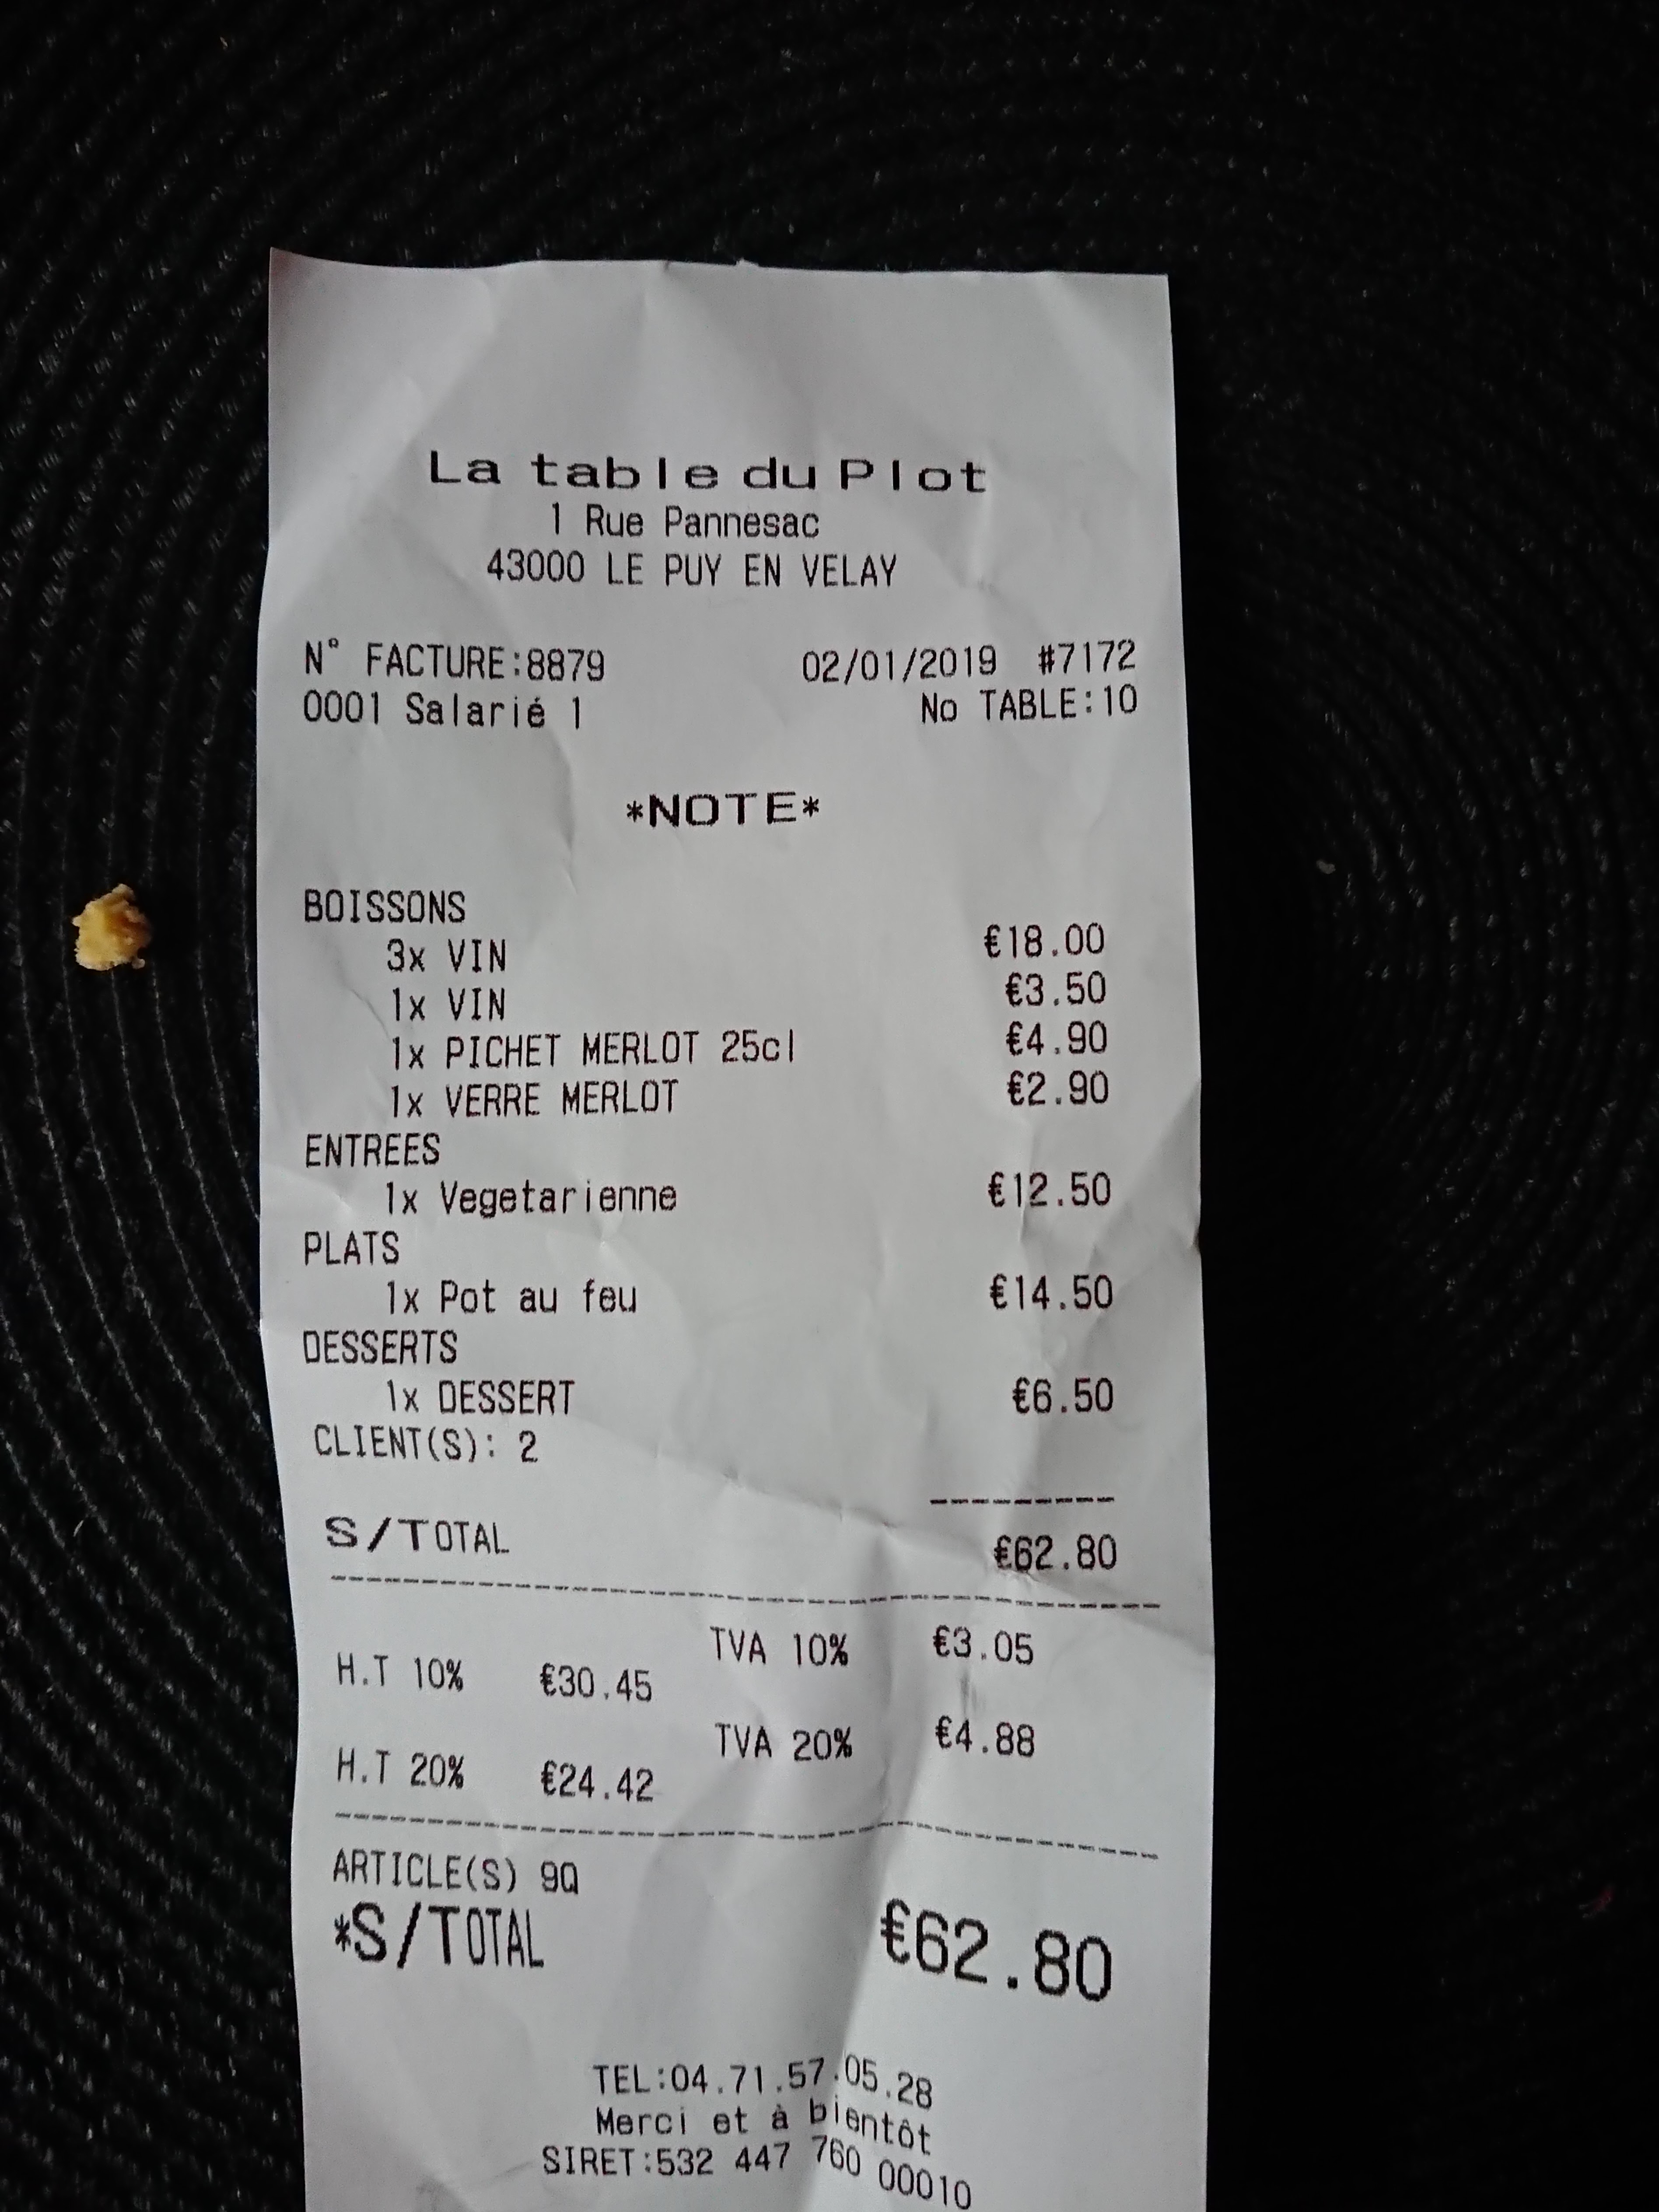 La table du Plot
1 Rue Pannesac
43000 LE PUY EN VELAY
N° FACTURE:8879 02/01/2019 #7172
0001 Salarié 1 No TABLE:10
*NOTE*
BOISSONS
3x VIN €18.00
1x VIN €3.50
1x PICHET MERLOT 25cl €4.90
1x VERRE MERLOT €2.90
ENTREES
1x Vegetarienne €12.50
PLATS
1x Pot au feu €14.50
DESSERTS
1x DESSERT €6.50
CLIENT(S): 2
S/TOTAL €62.80
TVA 10% €3.05
H.T 10% €30.45
TVA 20% €4.88
H.T 20% €24.42
ARTICLE(S) 9Q
*S/TOTAL €62.80
TEL:04.71.57.05.28
Merci et à bientôt
SIRET:532 447 760 00010